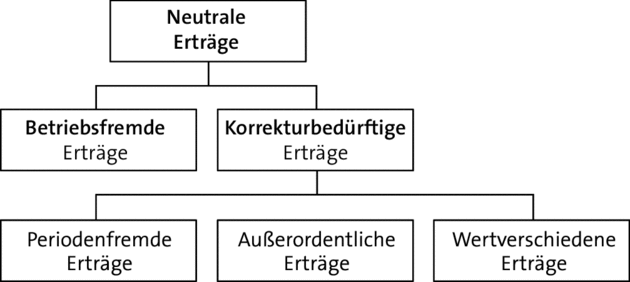 Neutrale
Erträge
Betriebsfremde
Erträge
Korrekturbedürftige
Erträge
Periodenfremde
Erträge
Außerordentliche
Erträge
Wertverschiedene
Erträge